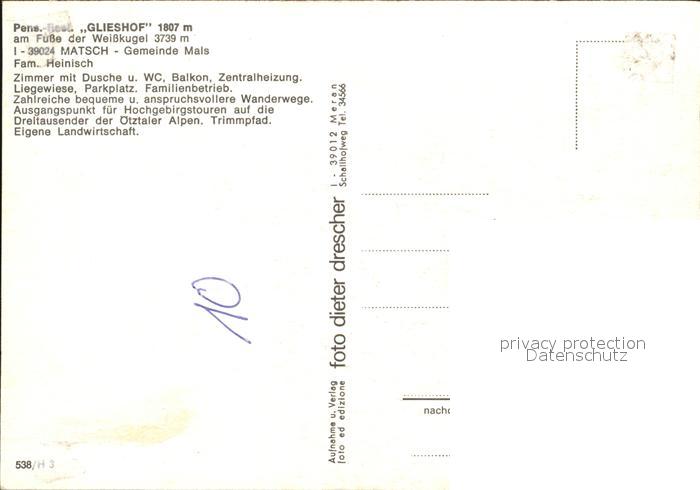 Pens.-Rest. „GLIESHOF" 1807 m
am Fuße der Weißkugel 3739 m
I - 39024 MATSCH - Gemeinde Mals
Fam. Heinisch
Zimmer mit Dusche u. WC, Balkon, Zentralheizung.
Liegewiese, Parkplatz. Familienbetrieb.
Zahlreiche bequeme u. anspruchsvollere Wanderwege.
Ausgangspunkt für Hochgebirgstouren auf die
Dreitausender der Ötztaler Alpen. Trimmpfad.
Eigene Landwirtschaft.
10
538/H 3
Aufnahme u. Verlag
foto ed edizione
foto dieter drescher
I - 39012 Meran
Schallhofweg Tel. 34566
privacy protection
Datenschutz